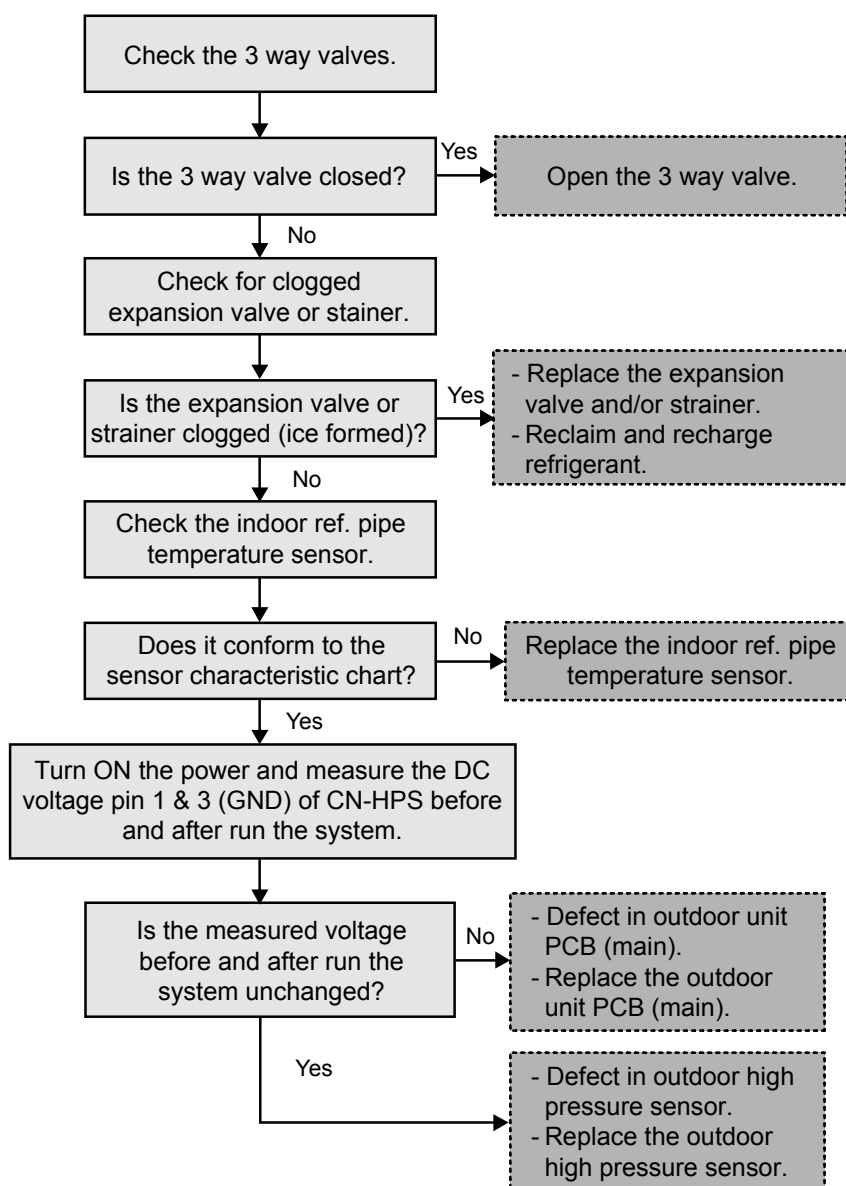 Check the 3 way valves.
Is the 3 way valve closed?
Yes
Open the 3 way valve.
No
Check for clogged
expansion valve or stainer.
Is the expansion valve or
strainer clogged (ice formed)?
Yes
- Replace the expansion
valve and/or strainer.
- Reclaim and recharge
refrigerant.
No
Check the indoor ref. pipe
temperature sensor.
Does it conform to the
sensor characteristic chart?
No
Replace the indoor ref. pipe
temperature sensor.
Yes
Turn ON the power and measure the DC
voltage pin 1 & 3 (GND) of CN-HPS before
and after run the system.
Is the measured voltage
before and after run the
system unchanged?
No
- Defect in outdoor unit
PCB (main).
- Replace the outdoor
unit PCB (main).
Yes
- Defect in outdoor high
pressure sensor.
- Replace the outdoor
high pressure sensor.